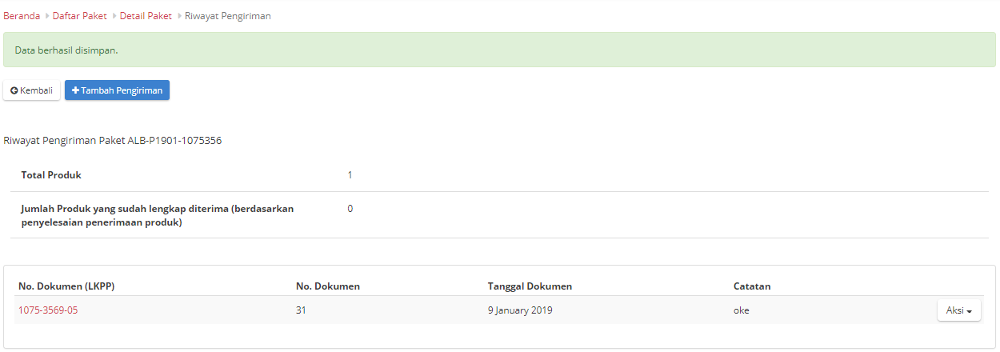 Beranda Daftar Paket Detail Paket Riwayat Pengiriman
Data berhasil disimpan.
Kembali Tambah Pengiriman
Riwayat Pengiriman Paket ALB-P1901-1075356
Total Produk 1
Jumlah Produk yang sudah lengkap diterima (berdasarkan 0
penyelesaian penerimaan produk)
No. Dokumen (LKPP) No. Dokumen Tanggal Dokumen Catatan
1075-3569-05 31 9 January 2019 oke Aksi